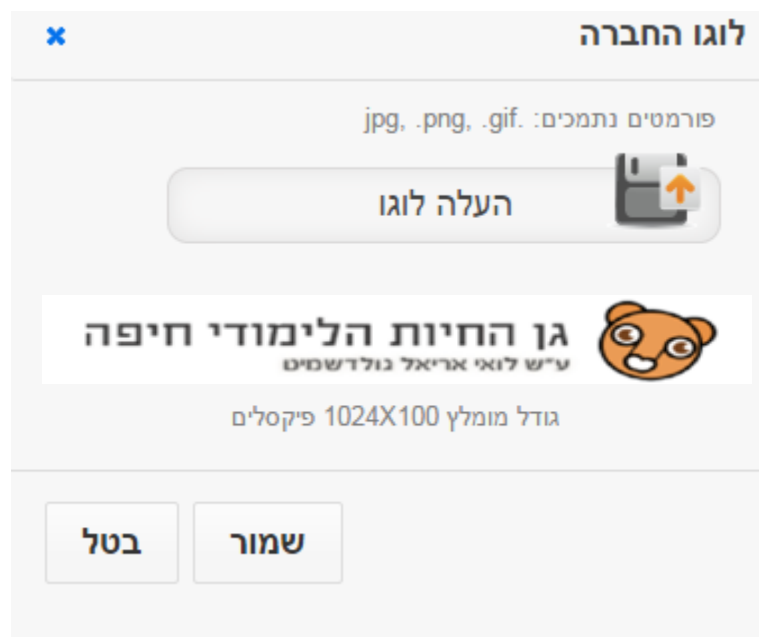 לוגו החברה
פורמטים נתמכים: .jpg, .png, .gif
העלה לוגו
גן החיות הלימודי חיפה
ע״ש לואי אריאל גולדשמיט
גודל מומלץ 1024X100 פיקסלים
שמור
בטל